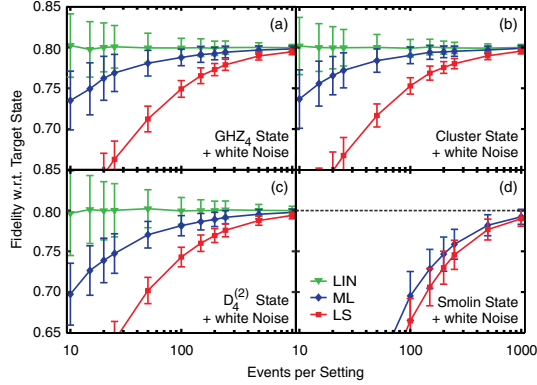 0.85
0.80
0.75
0.70
0.85
0.80
0.75
0.70
0.65
Fidelity w.r.t. Target State
(a)
GHZ4 State
+ white Noise
(b)
Cluster State
+ white Noise
(c)
D4(2) State
+ white Noise
(d)
LIN
ML
LS
Smolin State
+ white Noise
10
100
10
100
1000
Events per Setting